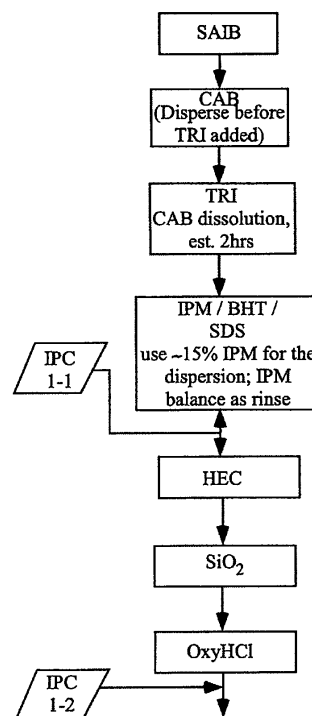 SAIB
CAB
(Disperse before
TRI added)
TRI
CAB dissolution,
est. 2hrs
IPM / BHT /
SDS
use ~15% IPM for the
dispersion; IPM
balance as rinse
IPC
1-1
HEC
SiO₂
OxyHCl
IPC
1-2